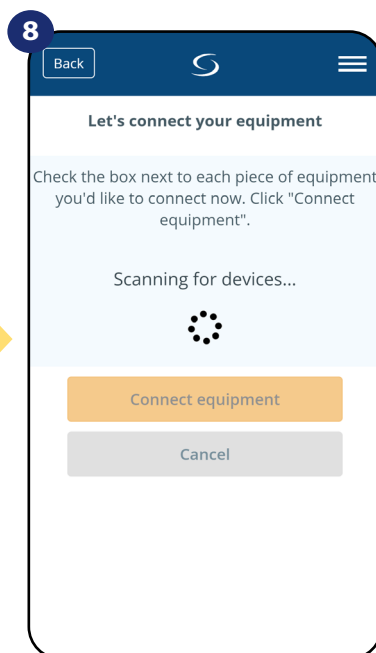 8
Back
Let's connect your equipment
Check the box next to each piece of equipment
you'd like to connect now. Click "Connect
equipment".
Scanning for devices...
Connect equipment
Cancel